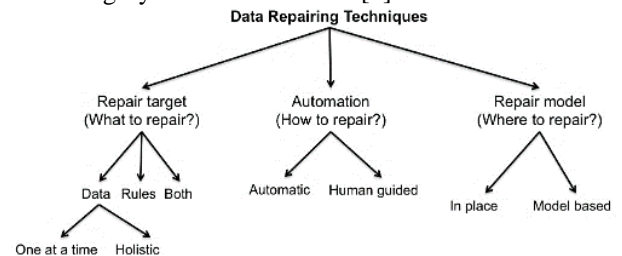 Data Repairing Techniques
Repair target
(What to repair?)
Automation
(How to repair?)
Repair model
(Where to repair?)
Data Rules Both
Automatic Human guided
In place Model based
One at a time Holistic